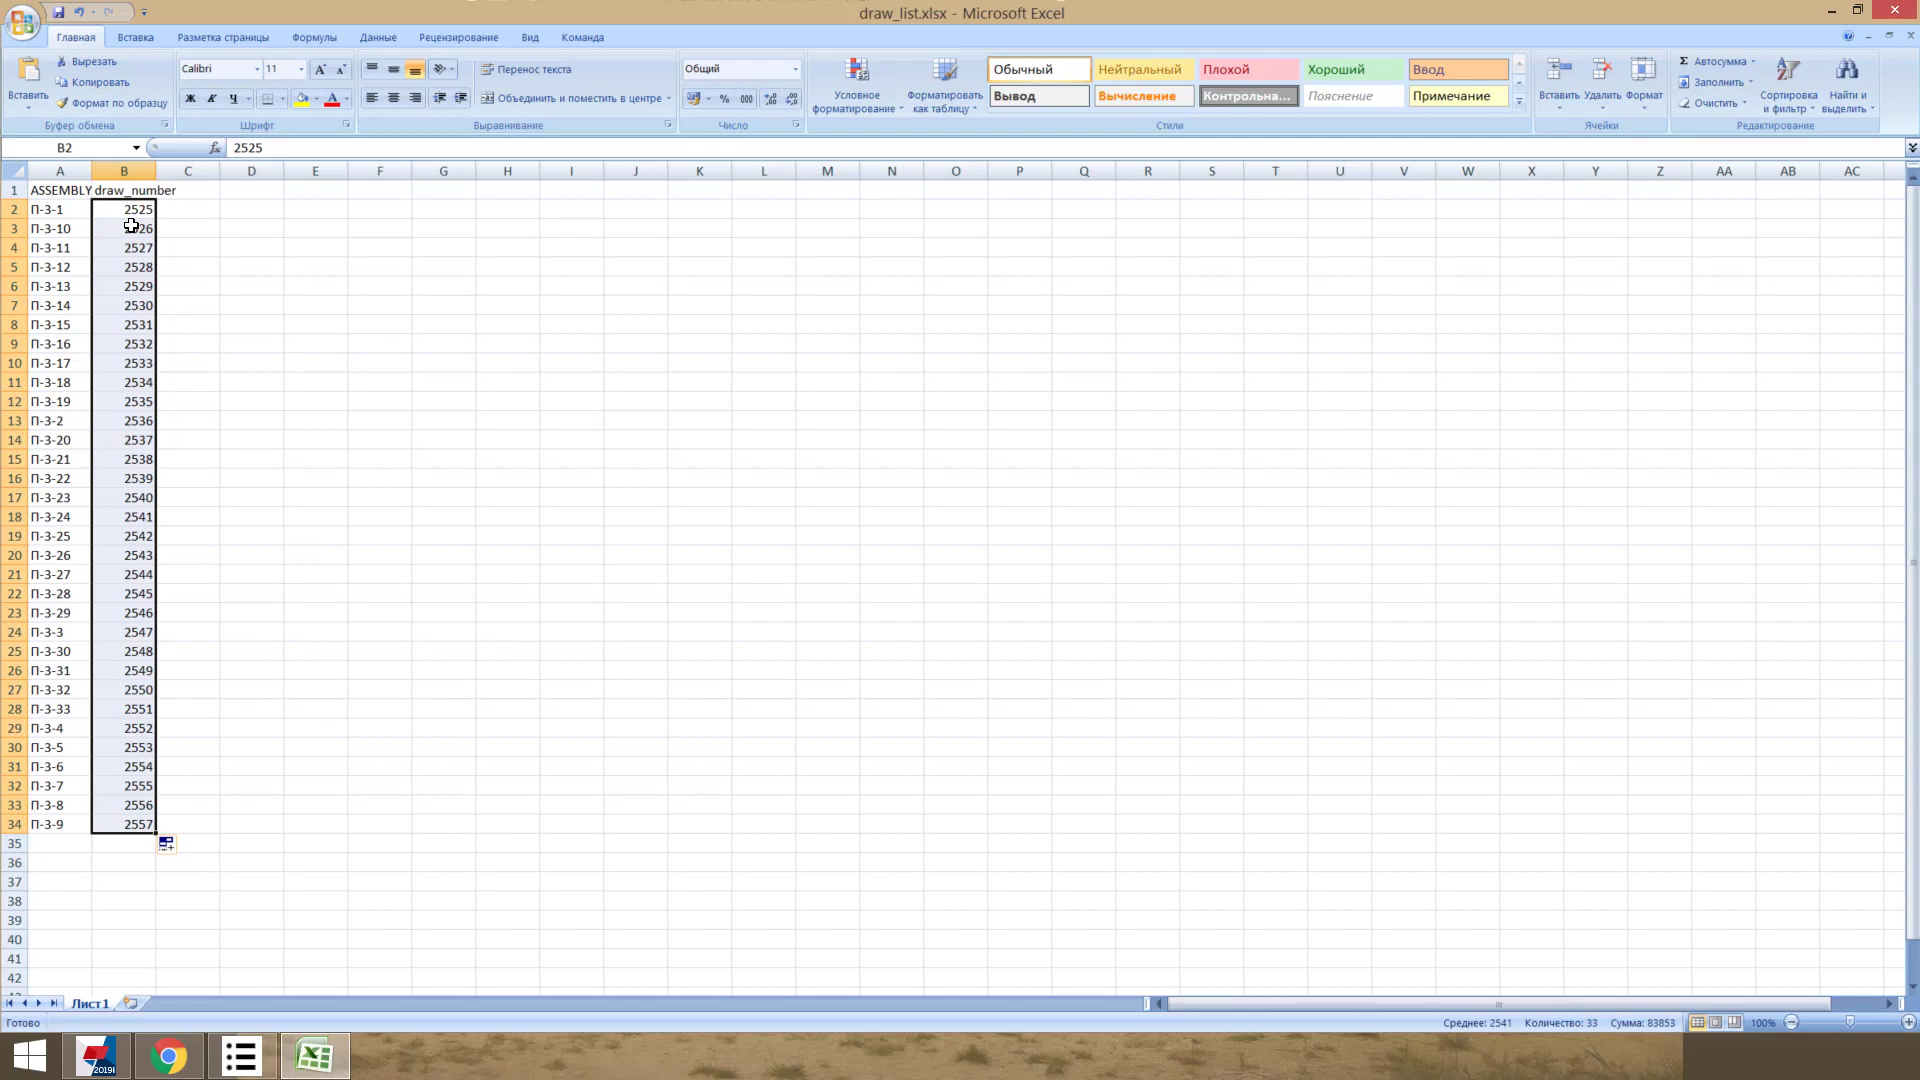 draw_list.xlsx - Microsoft Excel
Главная Вставка Разметка страницы Формулы Данные Рецензирование Вид Команда
Вставить
Вырезать
Копировать
Формат по образцу
Буфер обмена
Calibri 11
Ж К Ч
Шрифт
Перенос текста
Объединить и поместить в центре
Выравнивание
Общий
% 000
Число
Условное форматирование
Форматировать как таблицу
Обычный Нейтральный Плохой Хороший Ввод
Вывод Вычисление Контрольна... Пояснение Примечание
Стили
Вставить Удалить Формат
Ячейки
Σ Автосумма
Заполнить
Очистить
Сортировка и фильтр
Найти и выделить
Редактирование
B2 fx 2525
A B C D E F G H I J K L M N O P Q R S T U V W X Y Z AA AB AC
1 ASSEMBLY draw_number
2 П-3-1 2525
3 П-3-10 2526
4 П-3-11 2527
5 П-3-12 2528
6 П-3-13 2529
7 П-3-14 2530
8 П-3-15 2531
9 П-3-16 2532
10 П-3-17 2533
11 П-3-18 2534
12 П-3-19 2535
13 П-3-2 2536
14 П-3-20 2537
15 П-3-21 2538
16 П-3-22 2539
17 П-3-23 2540
18 П-3-24 2541
19 П-3-25 2542
20 П-3-26 2543
21 П-3-27 2544
22 П-3-28 2545
23 П-3-29 2546
24 П-3-3 2547
25 П-3-30 2548
26 П-3-31 2549
27 П-3-32 2550
28 П-3-33 2551
29 П-3-4 2552
30 П-3-5 2553
31 П-3-6 2554
32 П-3-7 2555
33 П-3-8 2556
34 П-3-9 2557
35
36
37
38
39
40
41
42
Лист1
Готово Среднее: 2541 Количество: 33 Сумма: 83853 100%
2019i